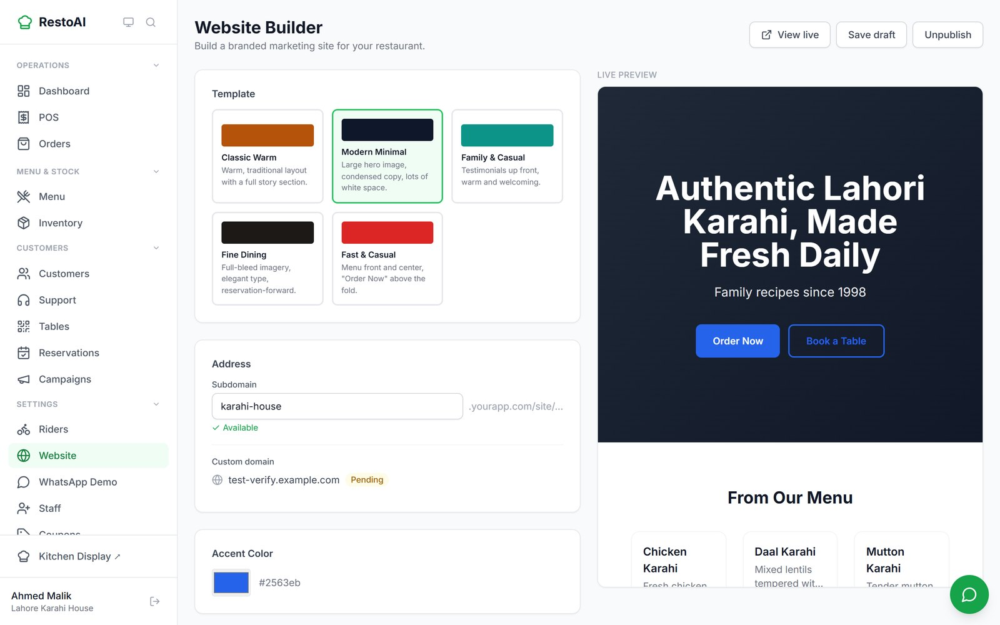 RestoAI
OPERATIONS
Dashboard
POS
Orders
MENU & STOCK
Menu
Inventory
CUSTOMERS
Customers
Support
Tables
Reservations
Campaigns
SETTINGS
Riders
Website
WhatsApp Demo
Staff
Coupons
Kitchen Display ↗
Ahmed Malik
Lahore Karahi House
Website Builder
Build a branded marketing site for your restaurant.
View live
Save draft
Unpublish
Template
Classic Warm
Warm, traditional layout
with a full story section.
Modern Minimal
Large hero image,
condensed copy, lots of
white space.
Family & Casual
Testimonials up front,
warm and welcoming.
Fine Dining
Full-bleed imagery,
elegant type,
reservation-forward.
Fast & Casual
Menu front and center,
"Order Now" above the
fold.
Address
Subdomain
karahi-house
.yourapp.com/site/...
Available
Custom domain
test-verify.example.com
Pending
Accent Color
#2563eb
LIVE PREVIEW
Authentic Lahori
Karahi, Made
Fresh Daily
Family recipes since 1998
Order Now
Book a Table
From Our Menu
Chicken
Karahi
Fresh chicken
Daal Karahi
Mixed lentils
tempered wit...
Mutton
Karahi
Tender mutton